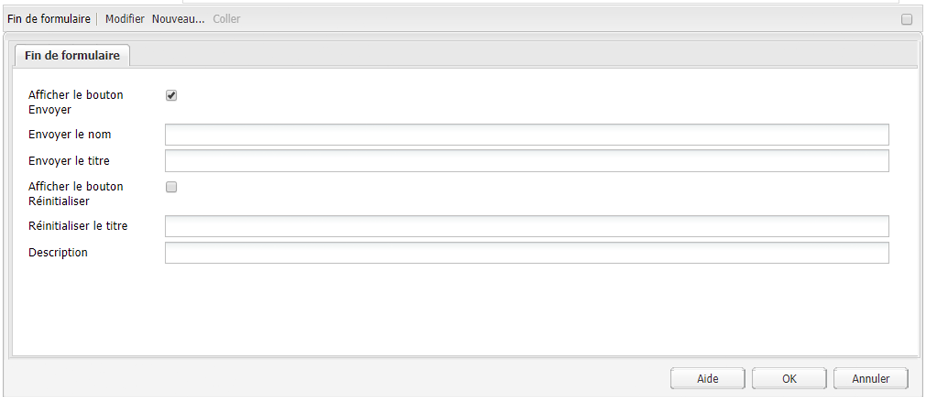 Fin de formulaire | Modifier Nouveau... Coller
Fin de formulaire
Afficher le bouton
Envoyer
Envoyer le nom
Envoyer le titre
Afficher le bouton
Réinitialiser
Réinitialiser le titre
Description
Aide OK Annuler